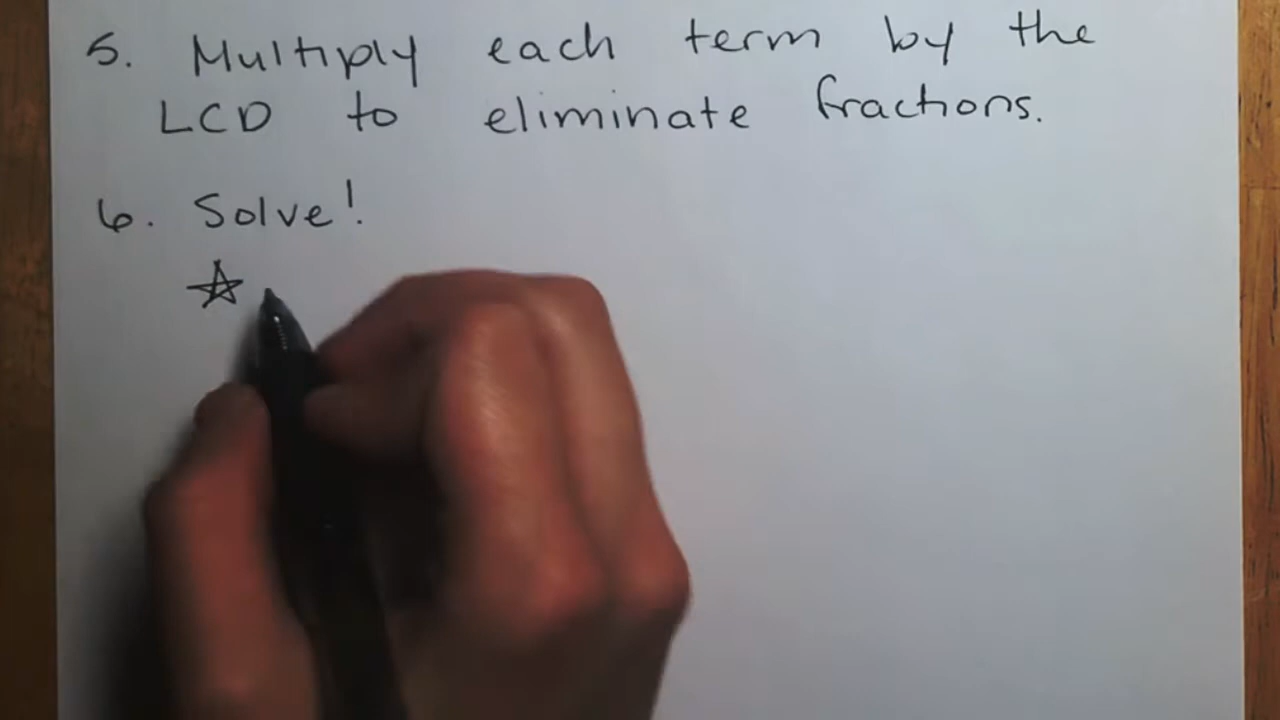 5. Multiply each term by the
LCD to eliminate fractions.
6. Solve!